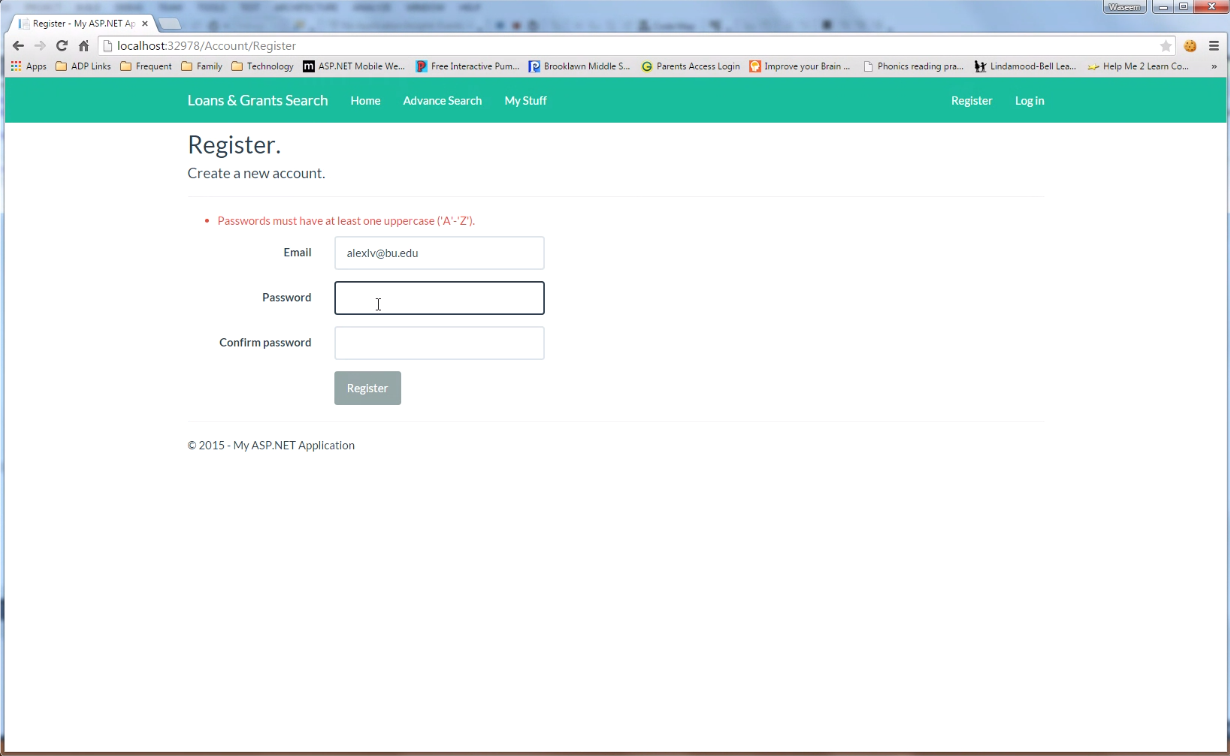 Waseem
Register - My ASP.NET Ap
localhost:32978/Account/Register
Apps ADP Links Frequent Family Technology ASP.NET Mobile We... Free Interactive Pum... Brooklawn Middle S... Parents Access Login Improve your Brain ... Phonics reading pra... Lindamood-Bell Lea... Help Me 2 Learn Co... »
Loans & Grants Search Home Advance Search My Stuff Register Log in
Register.
Create a new account.
• Passwords must have at least one uppercase ('A'-'Z').
Email alexlv@bu.edu
Password
Confirm password
Register
© 2015 - My ASP.NET Application